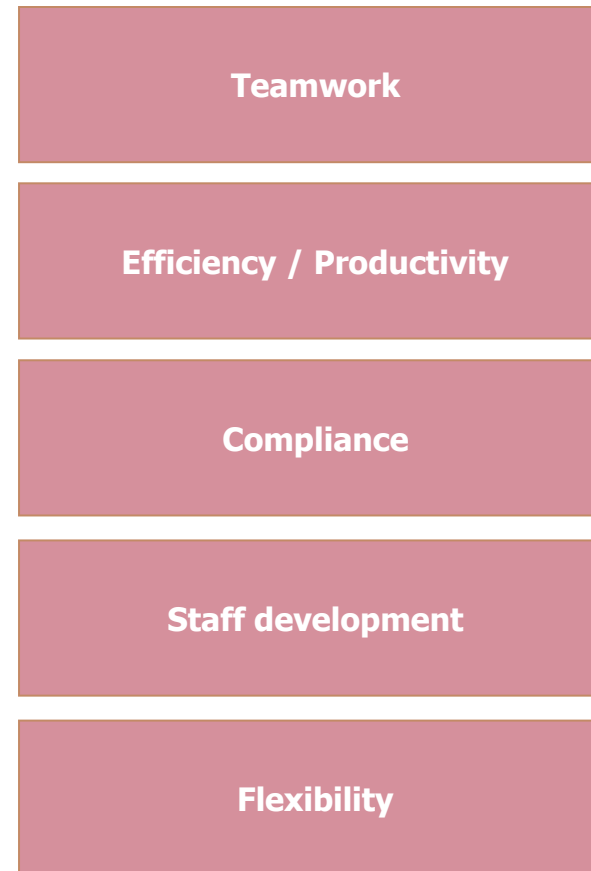 Teamwork
Efficiency / Productivity
Compliance
Staff development
Flexibility